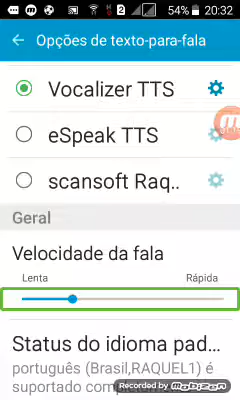 54% 20:32
Opções de texto-para-fala
Vocalizer TTS
eSpeak TTS
scansoft Raq..
Geral
Velocidade da fala
Lenta Rápida
Status do idioma pad...
português (Brasil,RAQUEL1) é
suportado
Recorded by Mobizen